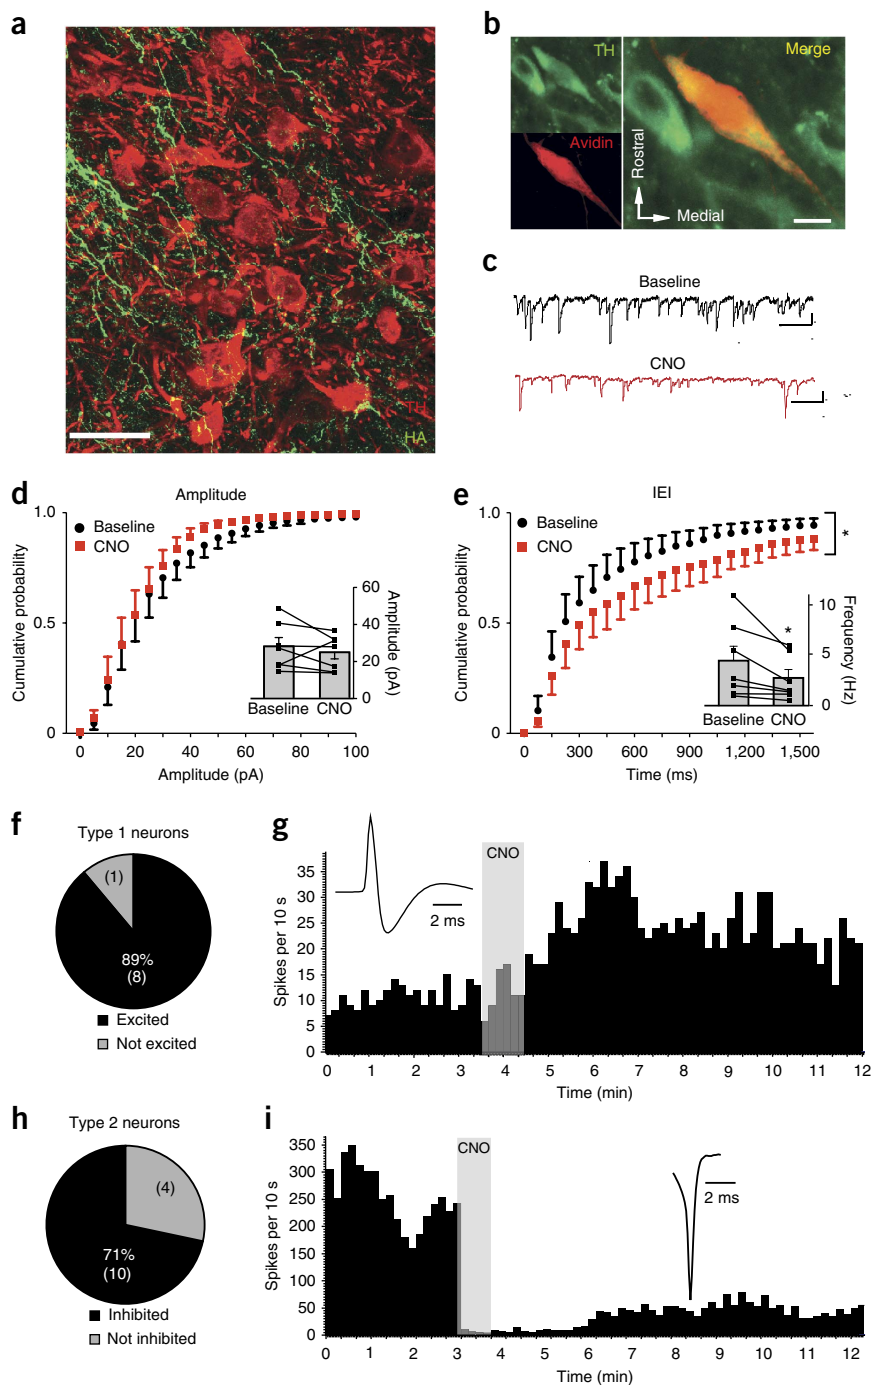 a
TH
HA
b
TH
Avidin
Merge
Rostral
Medial
c
Baseline
CNO
d
Amplitude
Cumulative probability
1.0
0.5
0
Baseline
CNO
60
40
20
0
Amplitude (pA)
Baseline
CNO
20
40
60
80
100
Amplitude (pA)
e
IEI
Cumulative probability
1.0
0.5
0
Baseline
CNO
*
10
5
0
Frequency (Hz)
*
Baseline
CNO
300
600
900
1,200
1,500
Time (ms)
f
Type 1 neurons
(1)
89%
(8)
Excited
Not excited
g
CNO
2 ms
Spikes per 10 s
35
30
25
20
15
10
5
0
0 1 2 3 4 5 6 7 8 9 10 11 12
Time (min)
h
Type 2 neurons
(4)
71%
(10)
Inhibited
Not inhibited
i
CNO
2 ms
Spikes per 10 s
350
300
250
200
150
100
50
0
0 1 2 3 4 5 6 7 8 9 10 11 12
Time (min)